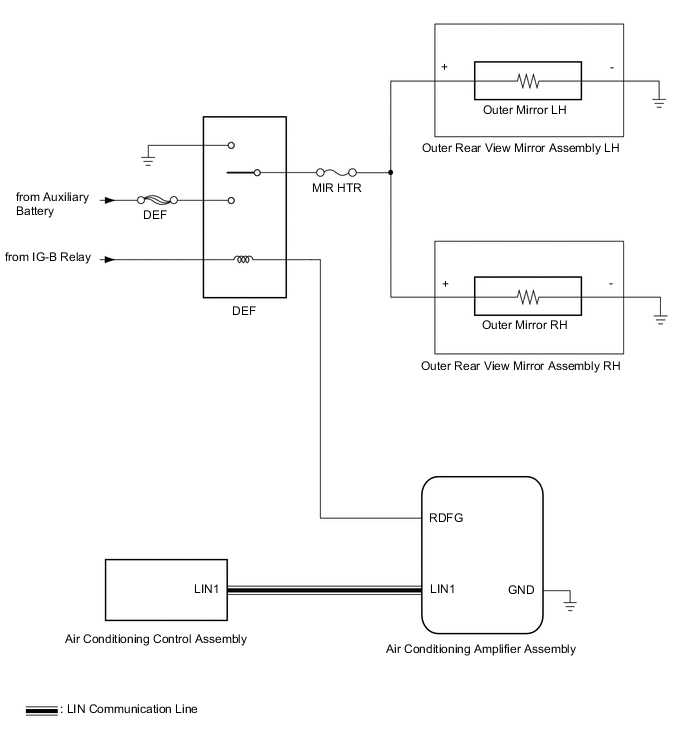 +
-
Outer Mirror LH
Outer Rear View Mirror Assembly LH
MIR HTR
from Auxiliary
Battery
DEF
from IG-B Relay
DEF
+
-
Outer Mirror RH
Outer Rear View Mirror Assembly RH
RDFG
LIN1
LIN1
GND
Air Conditioning Control Assembly
Air Conditioning Amplifier Assembly
: LIN Communication Line